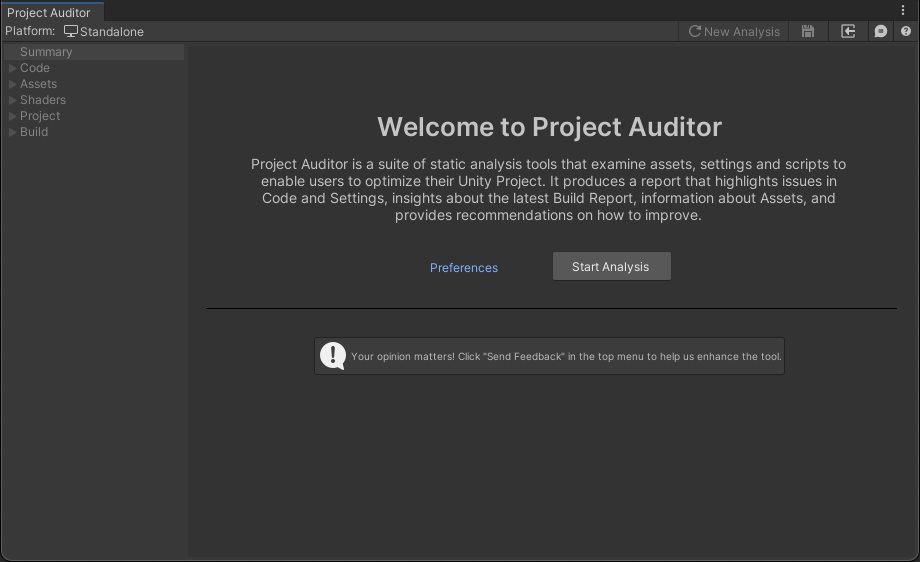 Project Auditor
Platform: Standalone
New Analysis
Summary
Code
Assets
Shaders
Project
Build
Welcome to Project Auditor
Project Auditor is a suite of static analysis tools that examine assets, settings and scripts to
enable users to optimize their Unity Project. It produces a report that highlights issues in
Code and Settings, insights about the latest Build Report, information about Assets, and
provides recommendations on how to improve.
Preferences
Start Analysis
Your opinion matters! Click "Send Feedback" in the top menu to help us enhance the tool.